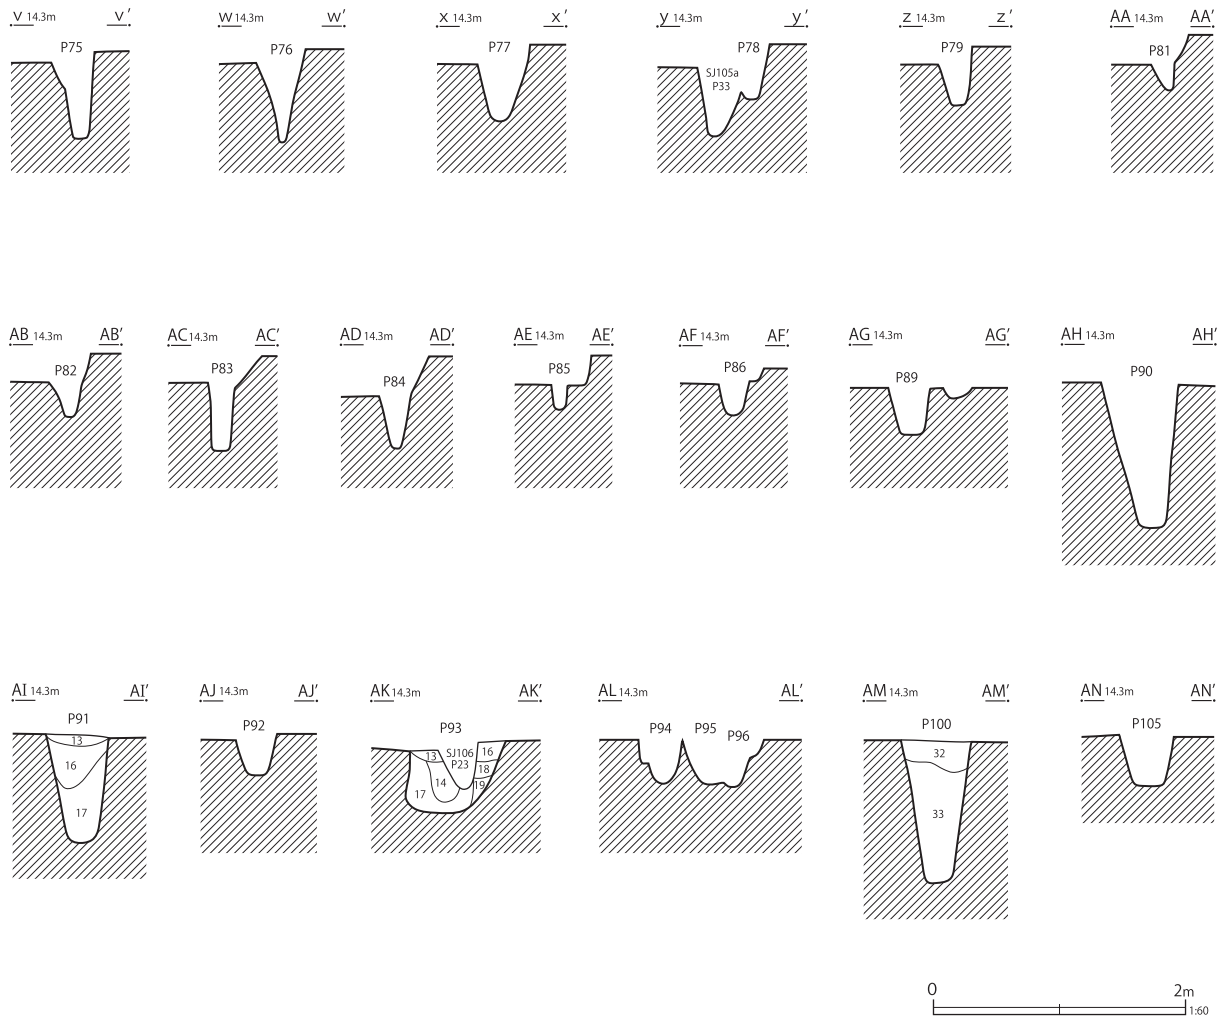 v 14.3m v′ w 14.3m w′ x 14.3m x′ y 14.3m y′ z 14.3m z′ AA 14.3m AA′
P75 P76 P77 P78 P79 P81
SJ105a
P33
AB 14.3m AB′ AC 14.3m AC′ AD 14.3m AD′ AE 14.3m AE′ AF 14.3m AF′ AG 14.3m AG′ AH 14.3m AH′
P82 P83 P84 P85 P86 P89 P90
AI 14.3m AI′ AJ 14.3m AJ′ AK 14.3m AK′ AL 14.3m AL′ AM 14.3m AM′ AN 14.3m AN′
P91 P92 P93 P94 P95 P96 P100 P105
13 13 SJ106 16 32
16 P23 18
14 19
17 17 33
0 2m
1:60